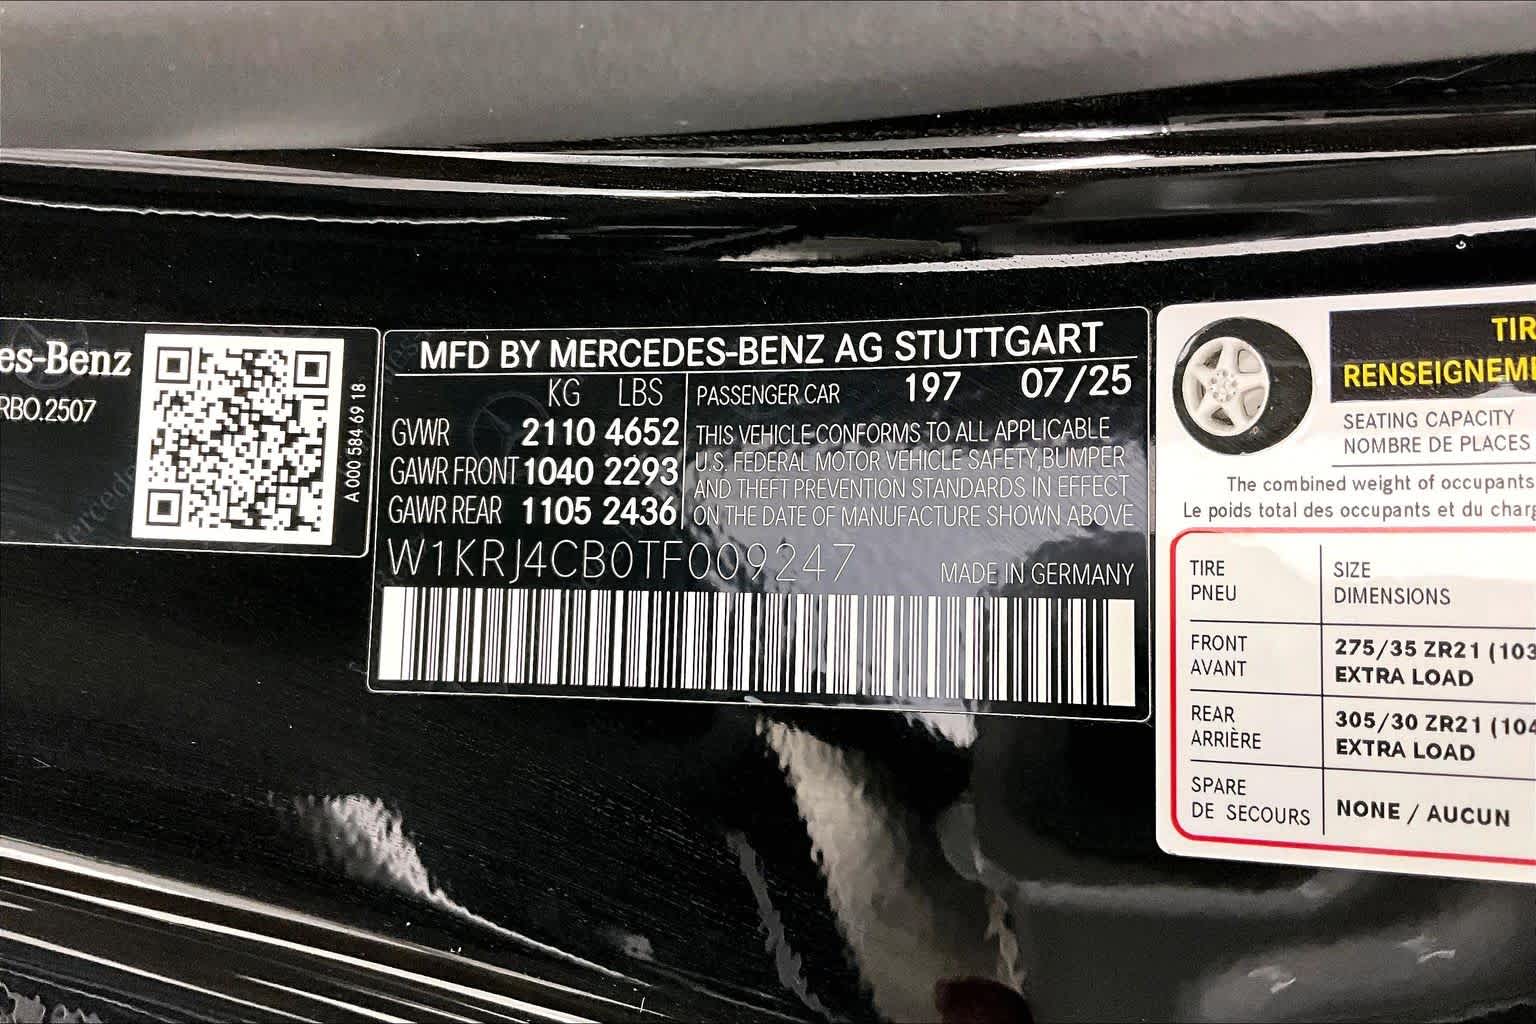 es-Benz
RBO.2507
A 000 584 69 18
MFD BY MERCEDES-BENZ AG STUTTGART
KG LBS
GVWR 2110 4652
GAWR FRONT 1040 2293
GAWR REAR 1105 2436
PASSENGER CAR 197 07/25
THIS VEHICLE CONFORMS TO ALL APPLICABLE
U.S. FEDERAL MOTOR VEHICLE SAFETY,BUMPER
AND THEFT PREVENTION STANDARDS IN EFFECT
ON THE DATE OF MANUFACTURE SHOWN ABOVE
W1KRJ4CB0TF009247
MADE IN GERMANY
TIR
RENSEIGNEM
SEATING CAPACITY
NOMBRE DE PLACES
The combined weight of occupants
Le poids total des occupants et du charg
TIRE
PNEU
SIZE
DIMENSIONS
FRONT
AVANT
275/35 ZR21 (103
EXTRA LOAD
REAR
ARRIÈRE
305/30 ZR21 (104
EXTRA LOAD
SPARE
DE SECOURS
NONE / AUCUN